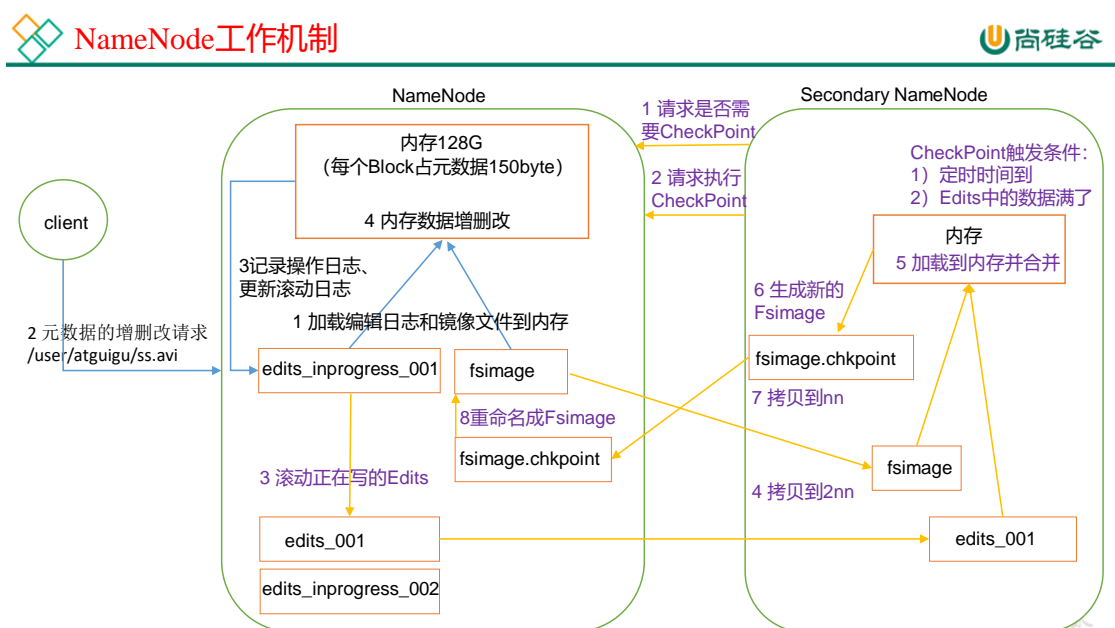 NameNode工作机制
尚硅谷
NameNode
Secondary NameNode
内存128G
（每个Block占元数据150byte）
4 内存数据增删改
1 请求是否需
要CheckPoint
2 请求执行
CheckPoint
CheckPoint触发条件：
1）定时时间到
2）Edits中的数据满了
client
内存
5 加载到内存并合并
3记录操作日志、
更新滚动日志
6 生成新的
Fsimage
1 加载编辑日志和镜像文件到内存
2 元数据的增删改请求
/user/atguigu/ss.avi
edits_inprogress_001
fsimage
fsimage.chkpoint
7 拷贝到nn
8重命名成Fsimage
fsimage.chkpoint
fsimage
3 滚动正在写的Edits
4 拷贝到2nn
edits_001
edits_001
edits_inprogress_002